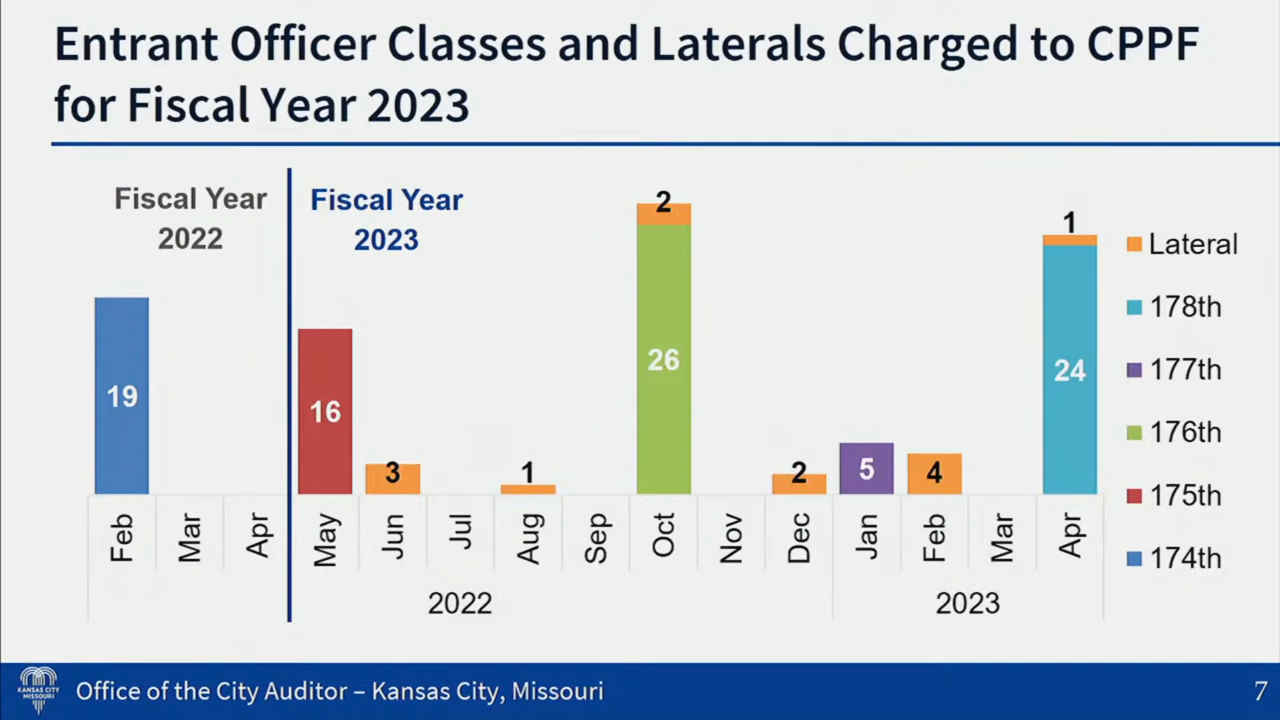 Entrant Officer Classes and Laterals Charged to CPPF
for Fiscal Year 2023
Fiscal Year
2022
Fiscal Year
2023
19
16
3
1
2
26
2
5
4
1
24
Lateral
178th
177th
176th
175th
174th
Feb
Mar
Apr
May
Jun
Jul
Aug
Sep
Oct
Nov
Dec
Jan
Feb
Mar
Apr
2022
2023
KANSAS CITY
MISSOURI
Office of the City Auditor – Kansas City, Missouri
7